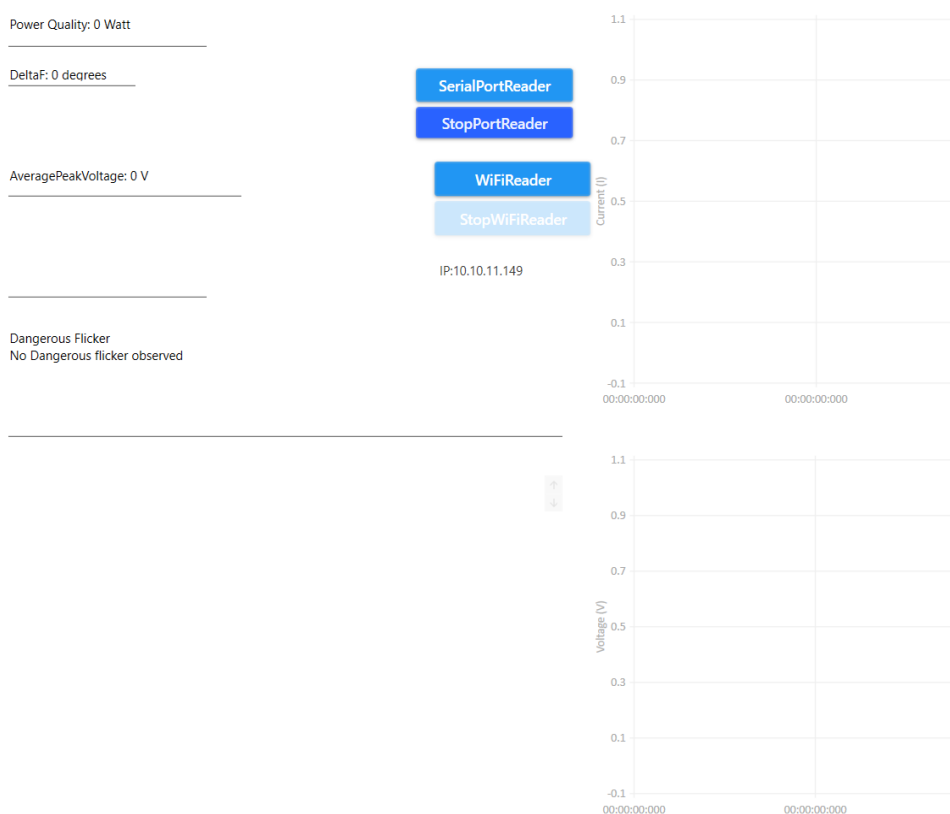 Power Quality: 0 Watt
DeltaF: 0 degrees
SerialPortReader
StopPortReader
AveragePeakVoltage: 0 V
WiFiReader
StopWiFiReader
IP:10.10.11.149
Dangerous Flicker
No Dangerous flicker observed
1.1
0.9
0.7
Current (I)
0.5
0.3
0.1
-0.1
00:00:00:000 00:00:00:000
1.1
0.9
0.7
Voltage (V)
0.5
0.3
0.1
-0.1
00:00:00:000 00:00:00:000